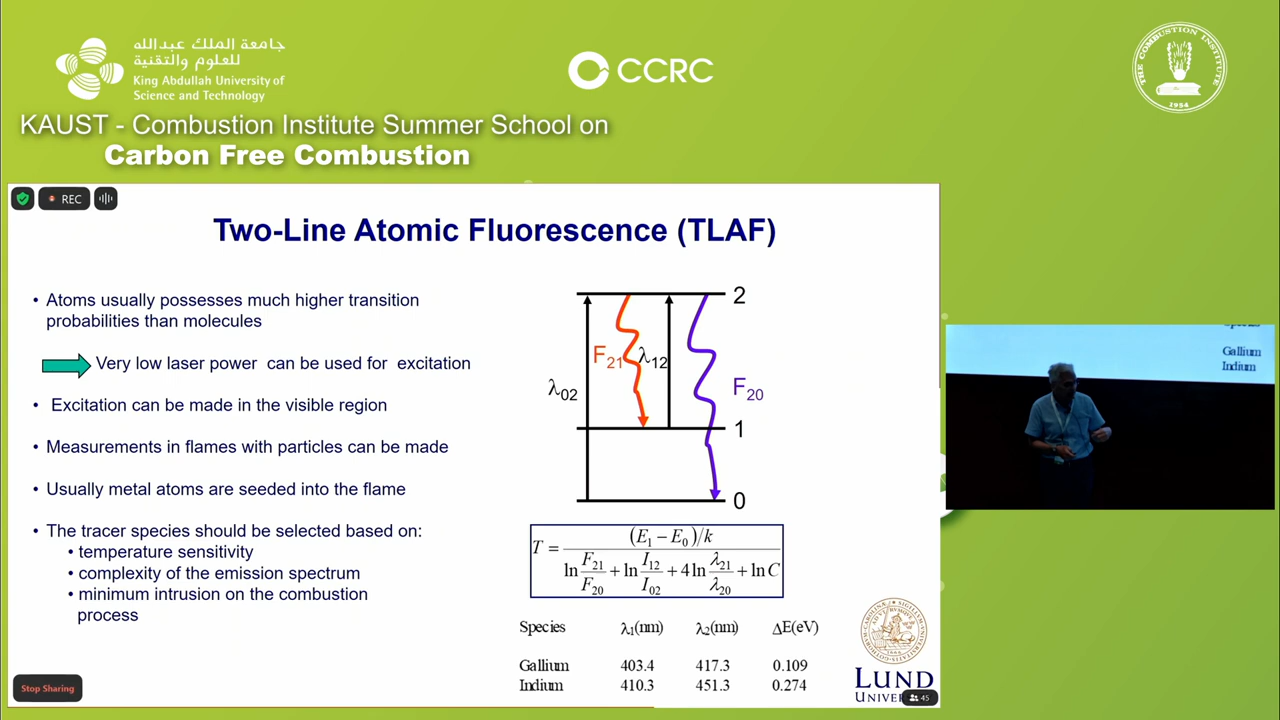 جامعة الملك عبدالله
للعلوم والتقنية
King Abdullah University of
Science and Technology
CCRC
THE COMBUSTION INSTITUTE
1954
KAUST - Combustion Institute Summer School on
Carbon Free Combustion
REC
Two-Line Atomic Fluorescence (TLAF)
• Atoms usually possesses much higher transition
probabilities than molecules
Very low laser power can be used for excitation
• Excitation can be made in the visible region
• Measurements in flames with particles can be made
• Usually metal atoms are seeded into the flame
• The tracer species should be selected based on:
• temperature sensitivity
• complexity of the emission spectrum
• minimum intrusion on the combustion
process
2
F21 λ12
λ02
F20
1
0
T = (E1 − E0)/k / (ln F21/F20 + ln I12/I02 + 4 ln λ21/λ20 + ln C)
Species λ1(nm) λ2(nm) ΔE(eV)
Gallium 403.4 417.3 0.109
Indium 410.3 451.3 0.274
LUND
Stop Sharing
45
Gallium
Indium